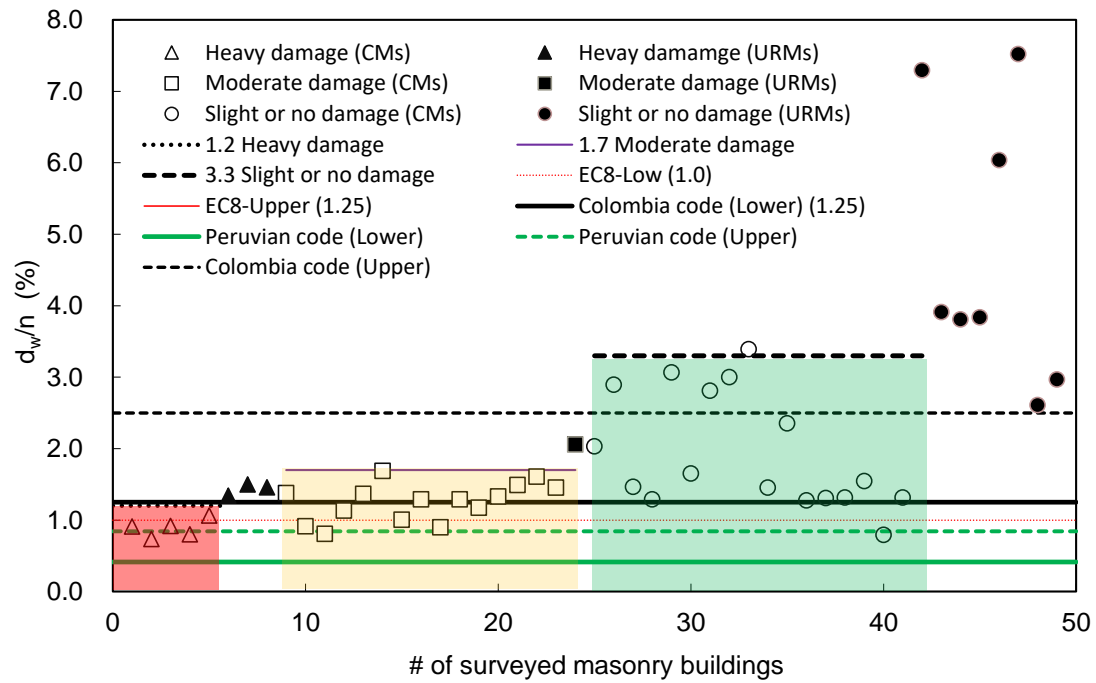 8.0
7.0
6.0
5.0
4.0
3.0
2.0
1.0
0.0
dw/n (%)
Heavy damage (CMs)
Hevay damamge (URMs)
Moderate damage (CMs)
Moderate damage (URMs)
Slight or no damage (CMs)
Slight or no damage (URMs)
1.2 Heavy damage
1.7 Moderate damage
3.3 Slight or no damage
EC8-Low (1.0)
EC8-Upper (1.25)
Colombia code (Lower) (1.25)
Peruvian code (Lower)
Peruvian code (Upper)
Colombia code (Upper)
0 10 20 30 40 50
# of surveyed masonry buildings